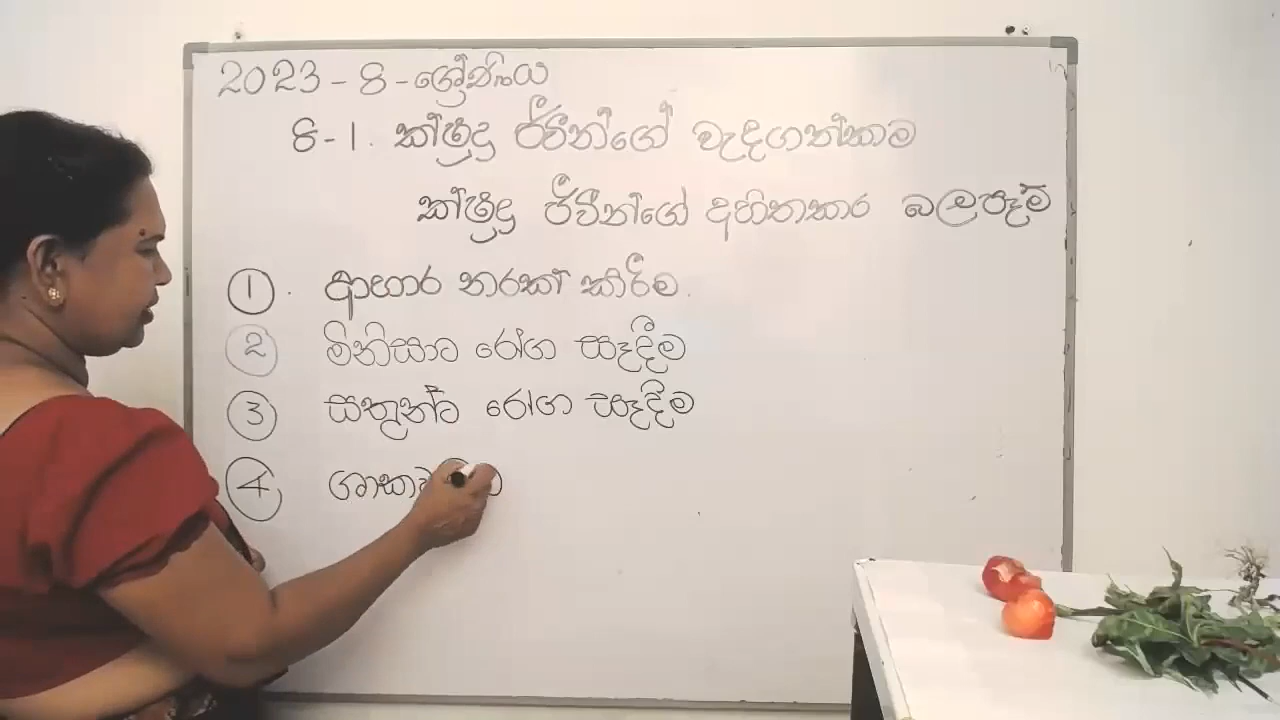 2023 - 8 - ශ්‍රේණිය
8-1. ක්ෂුද්‍ර ජීවීන්ගේ වැදගත්කම
ක්ෂුද්‍ර ජීවීන්ගේ අහිතකර බලපෑම්
① . ආහාර නරක් කිරීම.
② මිනිසාට රෝග සෑදීම
③ සතුන්ට රෝග සෑදීම
④